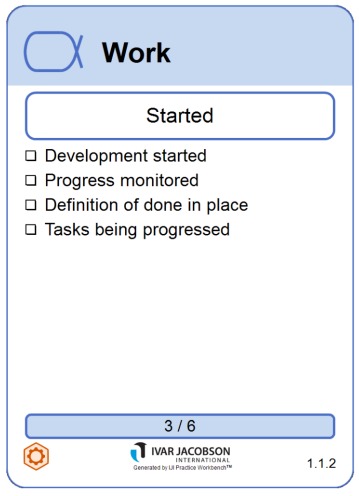 Work
Started
❑ Development started
❑ Progress monitored
❑ Definition of done in place
❑ Tasks being progressed
3 / 6
IVAR JACOBSON
INTERNATIONAL
Generated by IJI Practice Workbench™
1.1.2